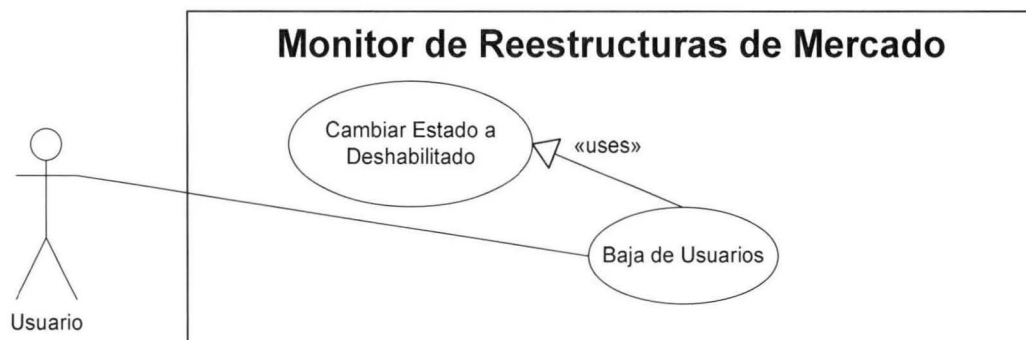 Monitor de Reestructuras de Mercado
Cambiar Estado a
Deshabilitado
«uses»
Baja de Usuarios
Usuario